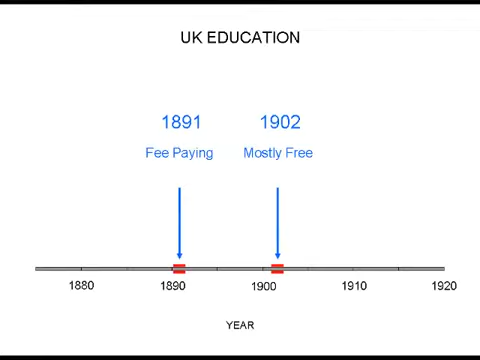 UK EDUCATION
1891 1902
Fee Paying Mostly Free
1880 1890 1900 1910 1920
YEAR